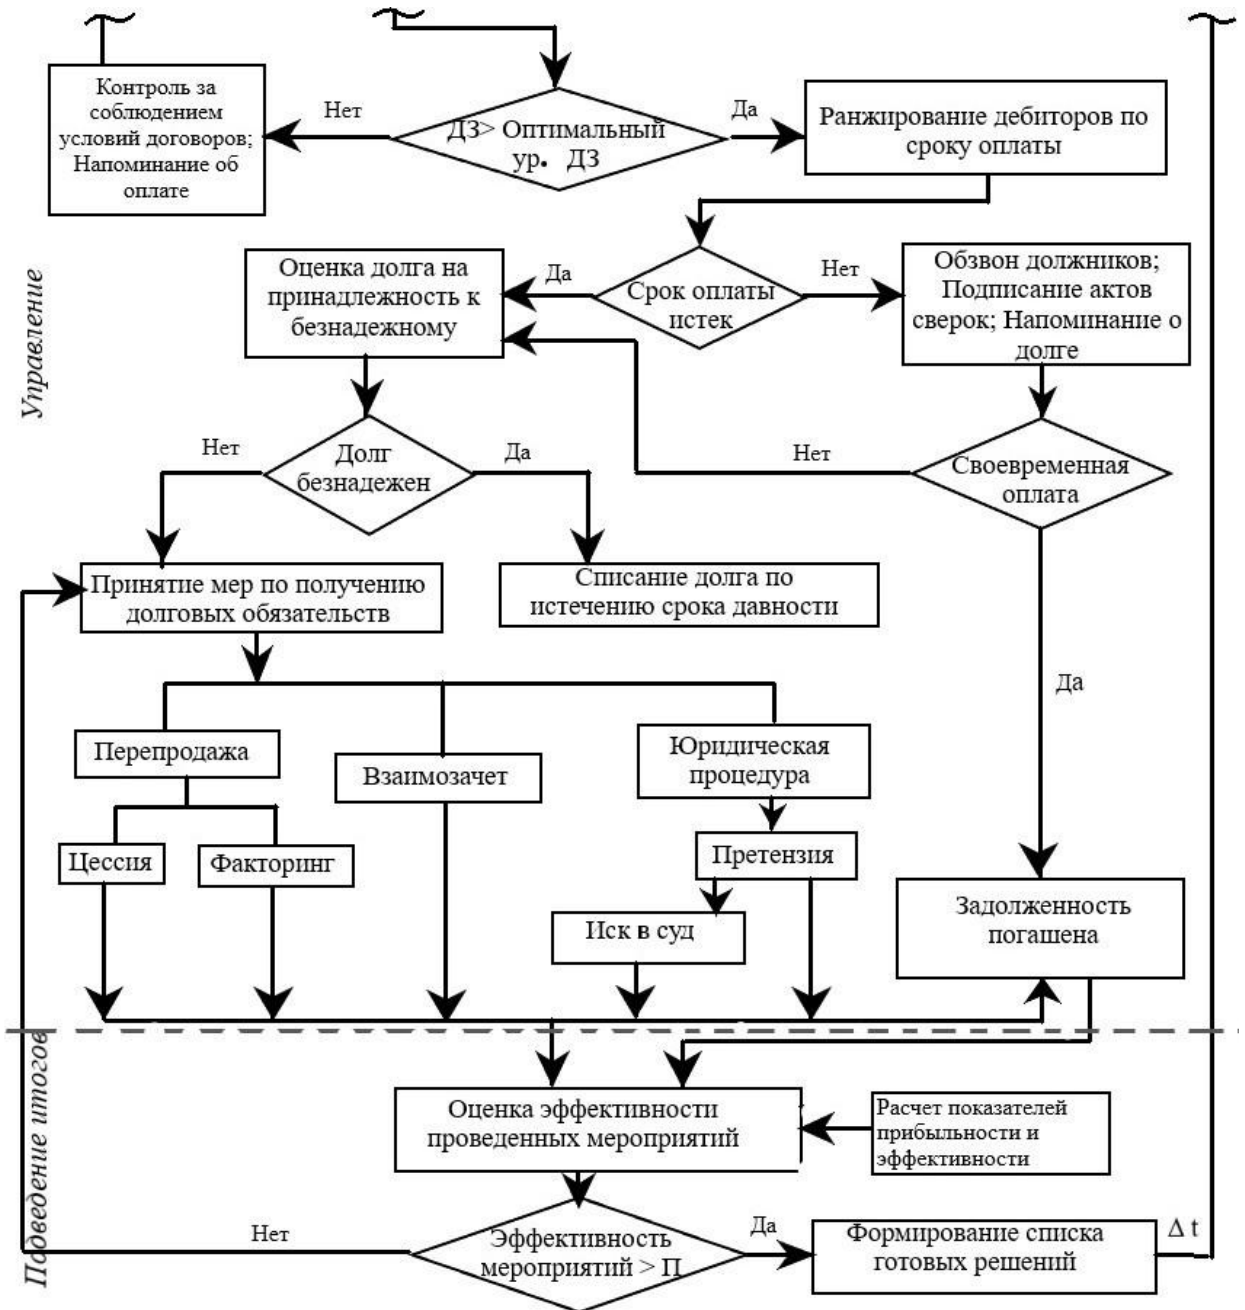 Контроль за
соблюдением
условий договоров;
Напоминание об
оплате
Нет
ДЗ> Оптимальный
ур. ДЗ
Да
Ранжирование дебиторов по
сроку оплаты
Управление
Оценка долга на
принадлежность к
безнадежному
Да
Срок оплаты
истек
Нет
Обзвон должников;
Подписание актов
сверок; Напоминание о
долге
Нет
Долг
безнадежен
Да
Нет
Своевременная
оплата
Принятие мер по получению
долговых обязательств
Списание долга по
истечению срока давности
Да
Перепродажа
Взаимозачет
Юридическая
процедура
Цессия
Факторинг
Претензия
Иск в суд
Задолженность
погашена
Подведение итогов
Оценка эффективности
проведенных мероприятий
Расчет показателей
прибыльности и
эффективности
Нет
Эффективность
мероприятий > П
Да
Формирование списка
готовых решений
Δ t